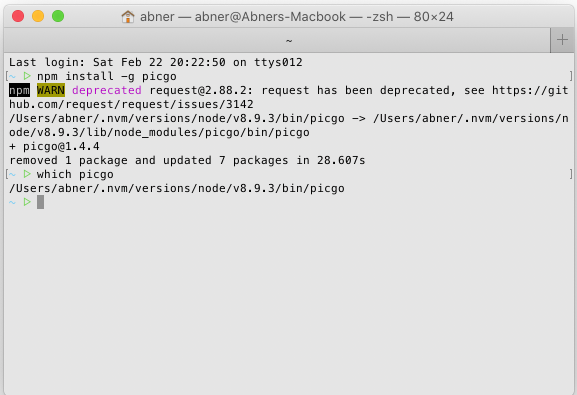 abner — abner@Abners-Macbook — -zsh — 80×24
~
+
Last login: Sat Feb 22 20:22:50 on ttys012
[~ ▷ npm install -g picgo ]
npm WARN deprecated request@2.88.2: request has been deprecated, see https://git
hub.com/request/request/issues/3142
/Users/abner/.nvm/versions/node/v8.9.3/bin/picgo -> /Users/abner/.nvm/versions/n
ode/v8.9.3/lib/node_modules/picgo/bin/picgo
+ picgo@1.4.4
removed 1 package and updated 7 packages in 28.607s
[~ ▷ which picgo ]
/Users/abner/.nvm/versions/node/v8.9.3/bin/picgo
~ ▷